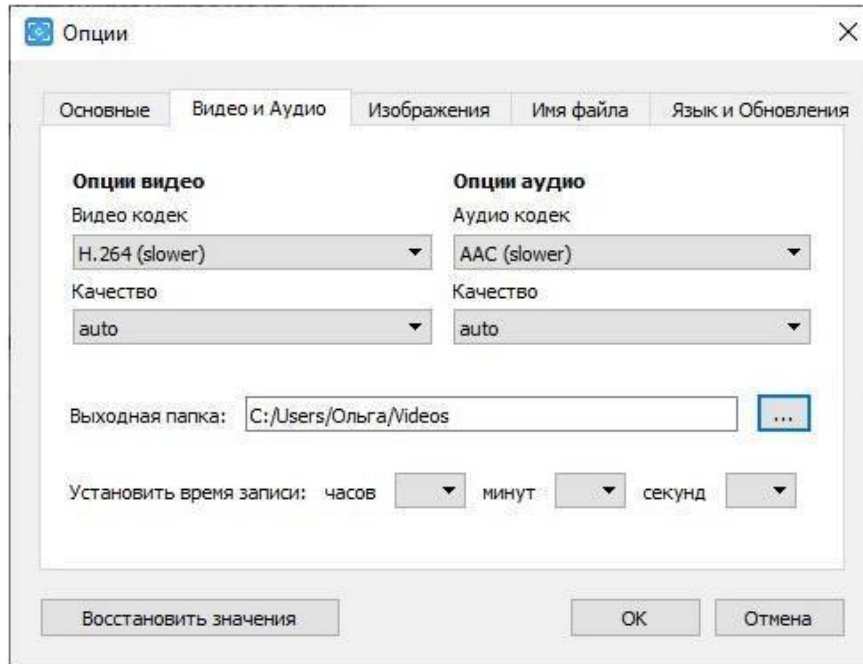 Опции
Основные Видео и Аудио Изображения Имя файла Язык и Обновления
Опции видео Опции аудио
Видео кодек Аудио кодек
H.264 (slower) AAC (slower)
Качество Качество
auto auto
Выходная папка: C:/Users/Ольга/Videos ...
Установить время записи: часов минут секунд
Восстановить значения OK Отмена